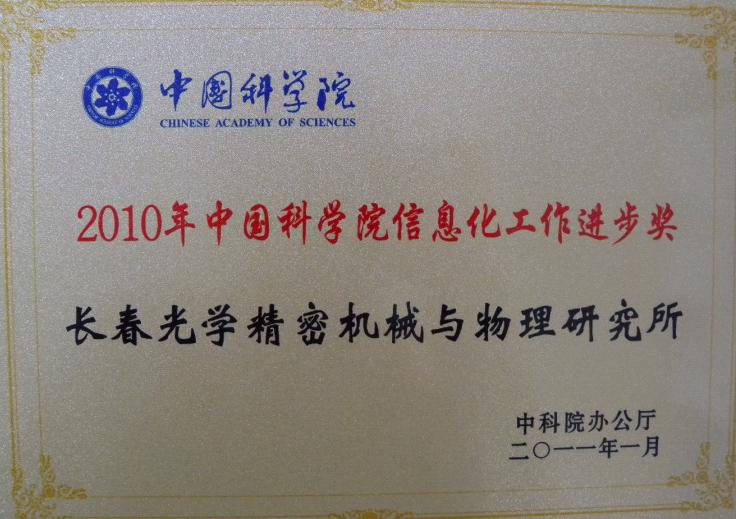 中国科学院
CHINESE ACADEMY OF SCIENCES
2010年中国科学院信息化工作进步奖
长春光学精密机械与物理研究所
中科院办公厅
二〇一一年一月